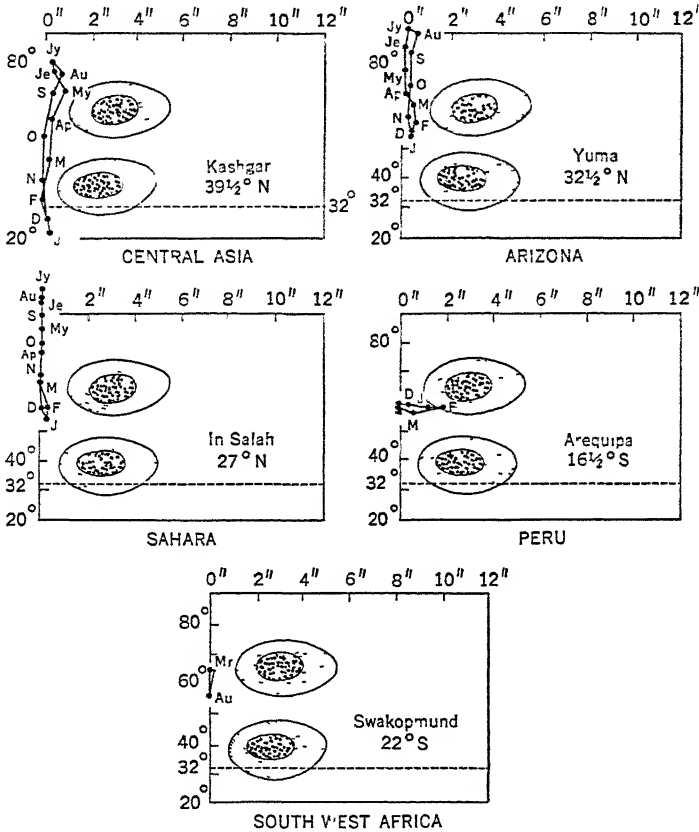 0" 2" 4" 6" 8" 10" 12"
Jy
80°
Je Au
S My
Ap
O
M
N
F
D
20° J
Kashgar
39½° N
32°
CENTRAL ASIA
0" 2" 4" 6" 8" 10" 12"
Jy Au
Je
80° S
My O
Ap M
N F
D
J
40°
32
20°
Yuma
32½° N
ARIZONA
Jy
0" 2" 4" 6" 8" 10" 12"
Au Je
S
My
O
Ap
N
M
D F
J
40°
32°
20°
In Salah
27° N
SAHARA
0" 2" 4" 6" 8" 10" 12"
80°
D J F
M
40°
32°
20°
Arequipa
16½° S
PERU
0" 2" 4" 6" 8" 10" 12"
80°
Mr
60°
Au
40°
32°
20°
Swakopmund
22° S
SOUTH WEST AFRICA